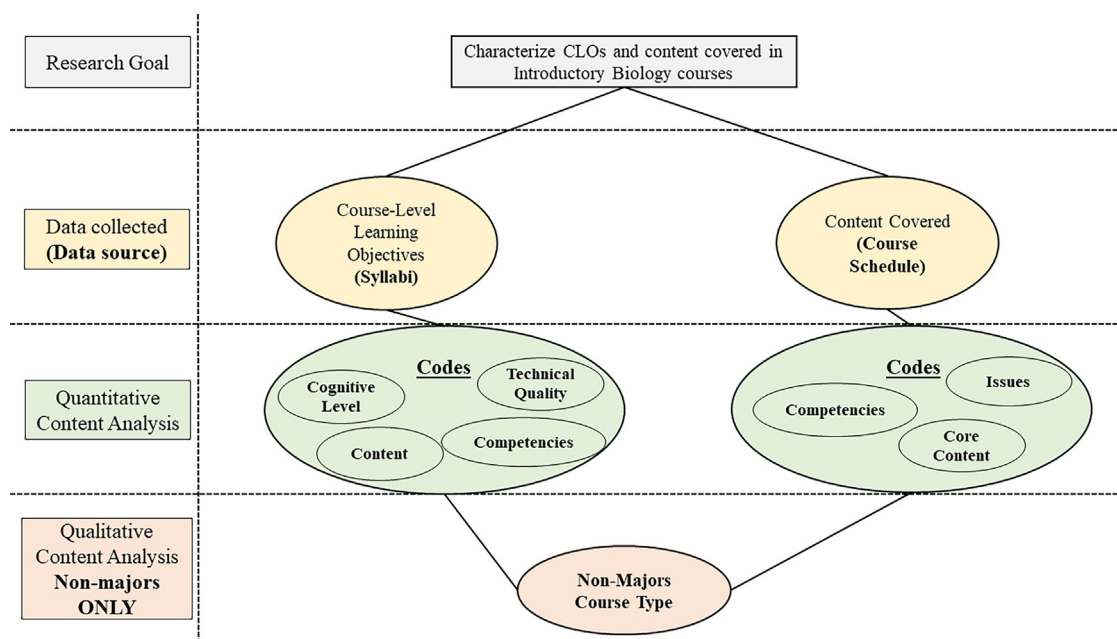 Research Goal
Characterize CLOs and content covered in
Introductory Biology courses
Data collected
(Data source)
Course-Level
Learning
Objectives
(Syllabi)
Content Covered
(Course
Schedule)
Quantitative
Content Analysis
Codes
Cognitive
Level
Technical
Quality
Content
Competencies
Codes
Issues
Competencies
Core
Content
Qualitative
Content Analysis
Non-majors
ONLY
Non-Majors
Course Type